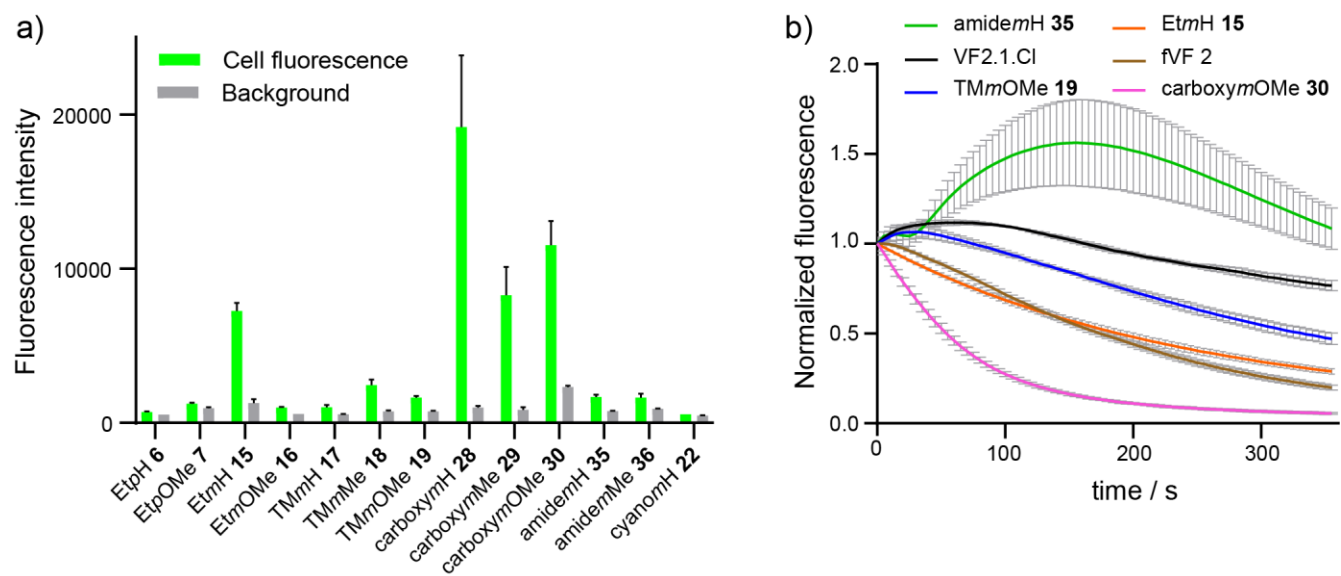 a)
Cell fluorescence
Background
Fluorescence intensity
20000
10000
0
EtpH 6
EtpOMe 7
EtmH 15
EtmOMe 16
TMmH 17
TMmMe 18
TMmOMe 19
carboxymH 28
carboxymMe 29
carboxymOMe 30
amidemH 35
amidemMe 36
cyanomH 22
b)
amidemH 35
EtmH 15
VF2.1.Cl
fVF 2
TMmOMe 19
carboxymOMe 30
Normalized fluorescence
2.0
1.5
1.0
0.5
0.0
0
100
200
300
time / s